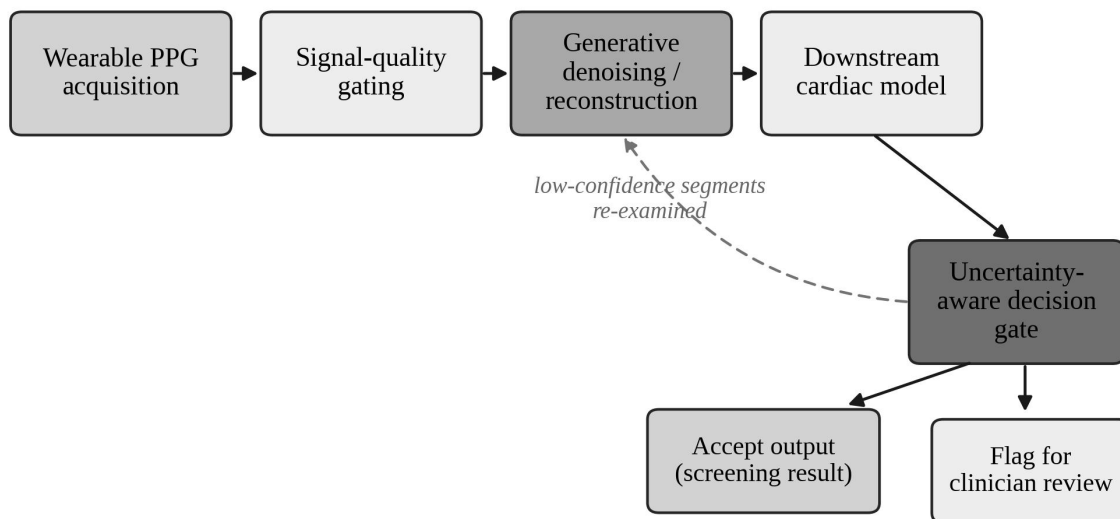 Wearable PPG
acquisition
Signal-quality
gating
Generative
denoising /
reconstruction
Downstream
cardiac model
low-confidence segments
re-examined
Uncertainty-
aware decision
gate
Accept output
(screening result)
Flag for
clinician review